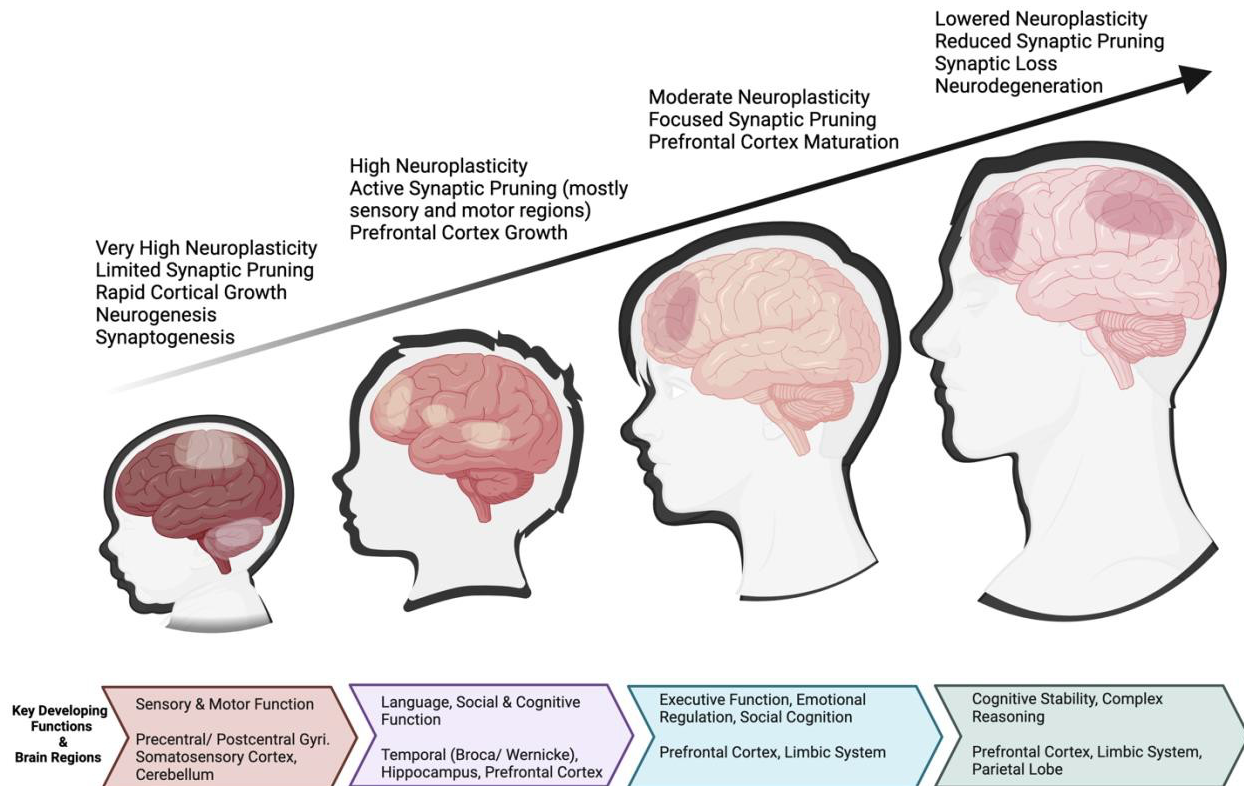 Lowered Neuroplasticity
Reduced Synaptic Pruning
Synaptic Loss
Neurodegeneration
Moderate Neuroplasticity
Focused Synaptic Pruning
Prefrontal Cortex Maturation
High Neuroplasticity
Active Synaptic Pruning (mostly
sensory and motor regions)
Prefrontal Cortex Growth
Very High Neuroplasticity
Limited Synaptic Pruning
Rapid Cortical Growth
Neurogenesis
Synaptogenesis
Key Developing
Functions
&
Brain Regions
Sensory & Motor Function
Precentral/ Postcentral Gyri.
Somatosensory Cortex,
Cerebellum
Language, Social & Cognitive
Function
Temporal (Broca/ Wernicke),
Hippocampus, Prefrontal Cortex
Executive Function, Emotional
Regulation, Social Cognition
Prefrontal Cortex, Limbic System
Cognitive Stability, Complex
Reasoning
Prefrontal Cortex, Limbic System,
Parietal Lobe